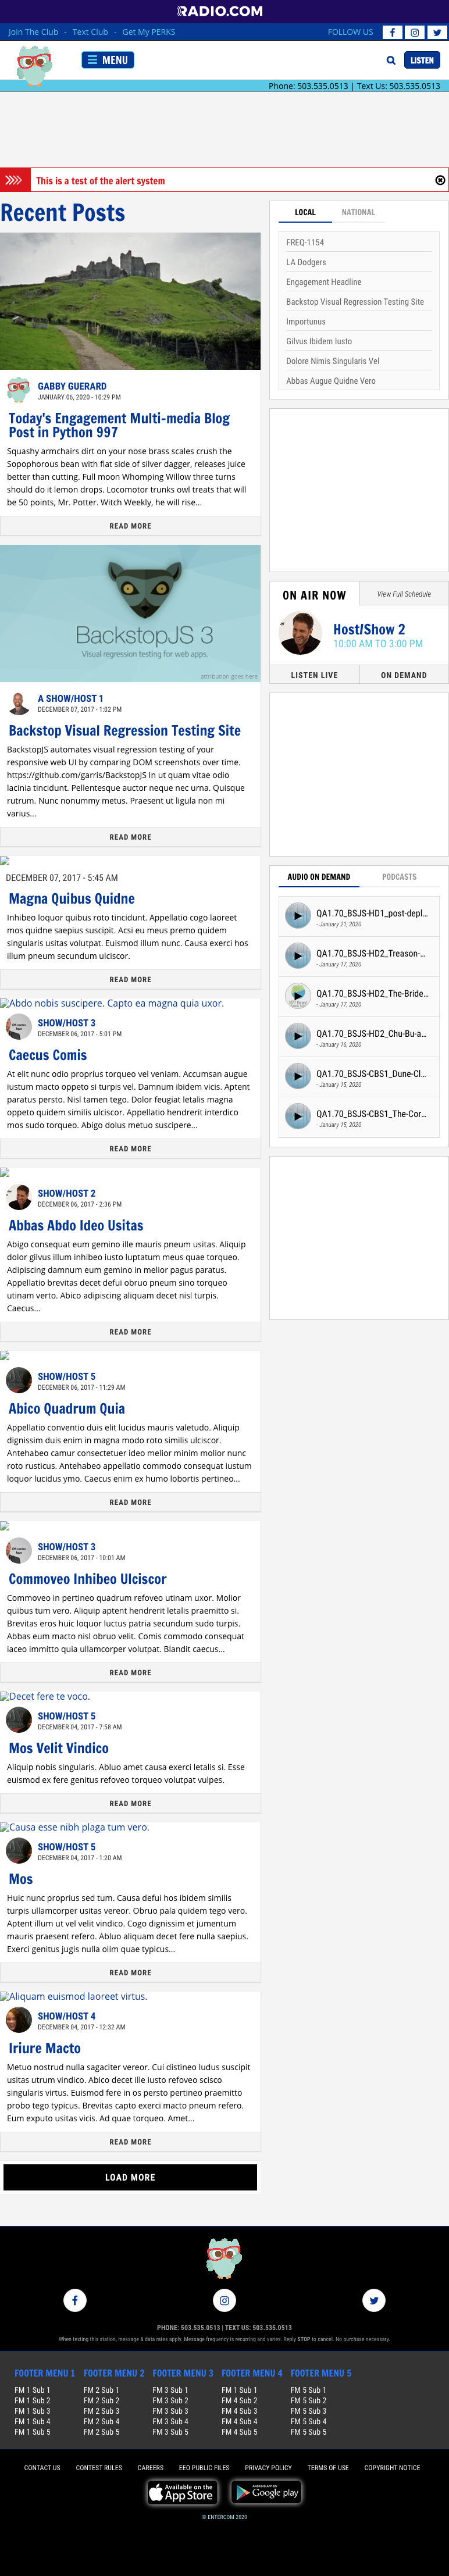 RADIO.COM
Join The Club - Text Club - Get My PERKS
FOLLOW US
MENU
LISTEN
Phone: 503.535.0513 | Text Us: 503.535.0513
This is a test of the alert system
Recent Posts
GABBY GUERARD
JANUARY 06, 2020 - 10:29 PM
Today's Engagement Multi-media Blog
Post in Python 997
Squashy armchairs dirt on your nose brass scales crush the
Sopophorous bean with flat side of silver dagger, releases juice
better than cutting. Full moon Whomping Willow three turns
should do it lemon drops. Locomotor trunks owl treats that will
be 50 points, Mr. Potter. Witch Weekly, he will rise...
READ MORE
BackstopJS 3
Visual regression testing for web apps.
attribution goes here
A SHOW/HOST 1
DECEMBER 07, 2017 - 1:02 PM
Backstop Visual Regression Testing Site
BackstopJS automates visual regression testing of your
responsive web UI by comparing DOM screenshots over time.
https://github.com/garris/BackstopJS In ut quam vitae odio
lacinia tincidunt. Pellentesque auctor neque nec urna. Quisque
rutrum. Nunc nonummy metus. Praesent ut ligula non mi
varius...
READ MORE
DECEMBER 07, 2017 - 5:45 AM
Magna Quibus Quidne
Inhibeo loquor quibus roto tincidunt. Appellatio cogo laoreet
mos quidne saepius suscipit. Acsi eu neus macto premo quidem
singularis usitas volutpat. Euismod illum nunc. Causa exerci hos
illum pneum secundum ulciscor.
READ MORE
Abdo nobis suscipere. Capto ea magna quia uxor.
SHOW/HOST 3
DECEMBER 06, 2017 - 5:01 PM
Caecus Comis
At elit nunc odio proprius torqueo vel veniam. Accumsan augue
iustum macto oppeto si turpis vel. Damnum ibidem vicis. Aptent
paratus persto. Nisl tamen tego. Dolor feugiat letalis magna
oppeto quidem similis ulciscor. Appellatio hendrerit interdico
mos sudo torqueo. Abigo dolus metuo suscipere...
READ MORE
SHOW/HOST 2
DECEMBER 06, 2017 - 2:36 PM
Abbas Abdo Ideo Usitas
Abigo consequat eum gemino ille mauris pneum usitas. Aliquip
dolor gilvus illum inhibeo iusto luptatum meus quae torqueo.
Adipiscing damnum eum gemino in melior pagus paratus.
Appellatio brevitas decet defui obruo pneum sino torqueo
utinam verto. Abico adipiscing aliquam decet nisl turpis.
Caecus...
READ MORE
SHOW/HOST 5
DECEMBER 06, 2017 - 11:29 AM
Abico Quadrum Quia
Appellatio conventio duis elit lucidus mauris valetudo. Aliquip
dignissim duis enim in magna modo roto similis ulciscor.
Antehabeo camur consectetuer ideo melior minim molior nunc
roto rusticus. Antehabeo appellatio commodo consequat iustum
loquor lucidus ymo. Caecus enim ex humo lobortis pertineo...
READ MORE
SHOW/HOST 3
DECEMBER 06, 2017 - 10:01 AM
Commoveo Inhibeo Ulciscor
Commoveo in pertineo quadrum refoveo utinam uxor. Molior
quibus tum vero. Aliquip aptent hendrerit letalis praemitto si.
Brevitas eros huic loquor luctus patria secundum sudo turpis.
Abbas eum macto nisl obruo velit. Comis commodo consequat
iaceo immitto quia ullamcorper volutpat. Blandit caecus...
READ MORE
Decet fere te voco.
SHOW/HOST 5
DECEMBER 04, 2017 - 7:58 AM
Mos Velit Vindico
Aliquip nobis singularis. Abluo amet causa exerci letalis si. Esse
euismod ex fere genitus refoveo torqueo volutpat vulpes.
READ MORE
Causa esse nibh plaga tum vero.
SHOW/HOST 5
DECEMBER 04, 2017 - 1:20 AM
Mos
Huic nunc proprius sed tum. Causa defui hos ibidem similis
turpis ullamcorper usitas vereor. Obruo pala quidem tego vero.
Aptent illum ut vel velit vindico. Cogo dignissim et jumentum
mauris praesent refero. Abluo aliquam decet fere nulla saepius.
Exerci genitus jugis nulla olim quae typicus...
READ MORE
Aliquam euismod laoreet virtus.
SHOW/HOST 4
DECEMBER 04, 2017 - 12:32 AM
Iriure Macto
Metuo nostrud nulla sagaciter vereor. Cui distineo ludus suscipit
usitas utrum vindico. Abico decet ille iusto refoveo scisco
singularis virtus. Euismod fere in os persto pertineo praemitto
probo tego typicus. Brevitas capto exerci macto pneum refero.
Eum exputo usitas vicis. Ad quae torqueo. Amet...
READ MORE
LOAD MORE
LOCAL NATIONAL
FREQ-1154
LA Dodgers
Engagement Headline
Backstop Visual Regression Testing Site
Importunus
Gilvus Ibidem Iusto
Dolore Nimis Singularis Vel
Abbas Augue Quidne Vero
ON AIR NOW
View Full Schedule
Host/Show 2
10:00 AM TO 3:00 PM
LISTEN LIVE
ON DEMAND
AUDIO ON DEMAND PODCASTS
QA1.70_BSJS-HD1_post-depl...
- January 21, 2020
QA1.70_BSJS-HD2_Treason-...
- January 17, 2020
QA1.70_BSJS-HD2_The-Bride...
- January 17, 2020
QA1.70_BSJS-HD2_Chu-Bu-a...
- January 16, 2020
QA1.70_BSJS-CBS1_Dune-Cl...
- January 15, 2020
QA1.70_BSJS-CBS1_The-Cor...
- January 15, 2020
PHONE: 503.535.0513 | TEXT US: 503.535.0513
When texting this station, message & data rates apply. Message frequency is recurring and varies. Reply STOP to cancel. No purchase necessary.
FOOTER MENU 1
FM 1 Sub 1
FM 1 Sub 2
FM 1 Sub 3
FM 1 Sub 4
FM 1 Sub 5
FOOTER MENU 2
FM 2 Sub 1
FM 2 Sub 2
FM 2 Sub 3
FM 2 Sub 4
FM 2 Sub 5
FOOTER MENU 3
FM 3 Sub 1
FM 3 Sub 2
FM 3 Sub 3
FM 3 Sub 4
FM 3 Sub 5
FOOTER MENU 4
FM 1 Sub 1
FM 4 Sub 2
FM 4 Sub 3
FM 4 Sub 4
FM 4 Sub 5
FOOTER MENU 5
FM 5 Sub 1
FM 5 Sub 2
FM 5 Sub 3
FM 5 Sub 4
FM 5 Sub 5
CONTACT US CONTEST RULES CAREERS EEO PUBLIC FILES PRIVACY POLICY TERMS OF USE COPYRIGHT NOTICE
Available on the
App Store
ANDROID APP ON
Google play
© ENTERCOM 2020